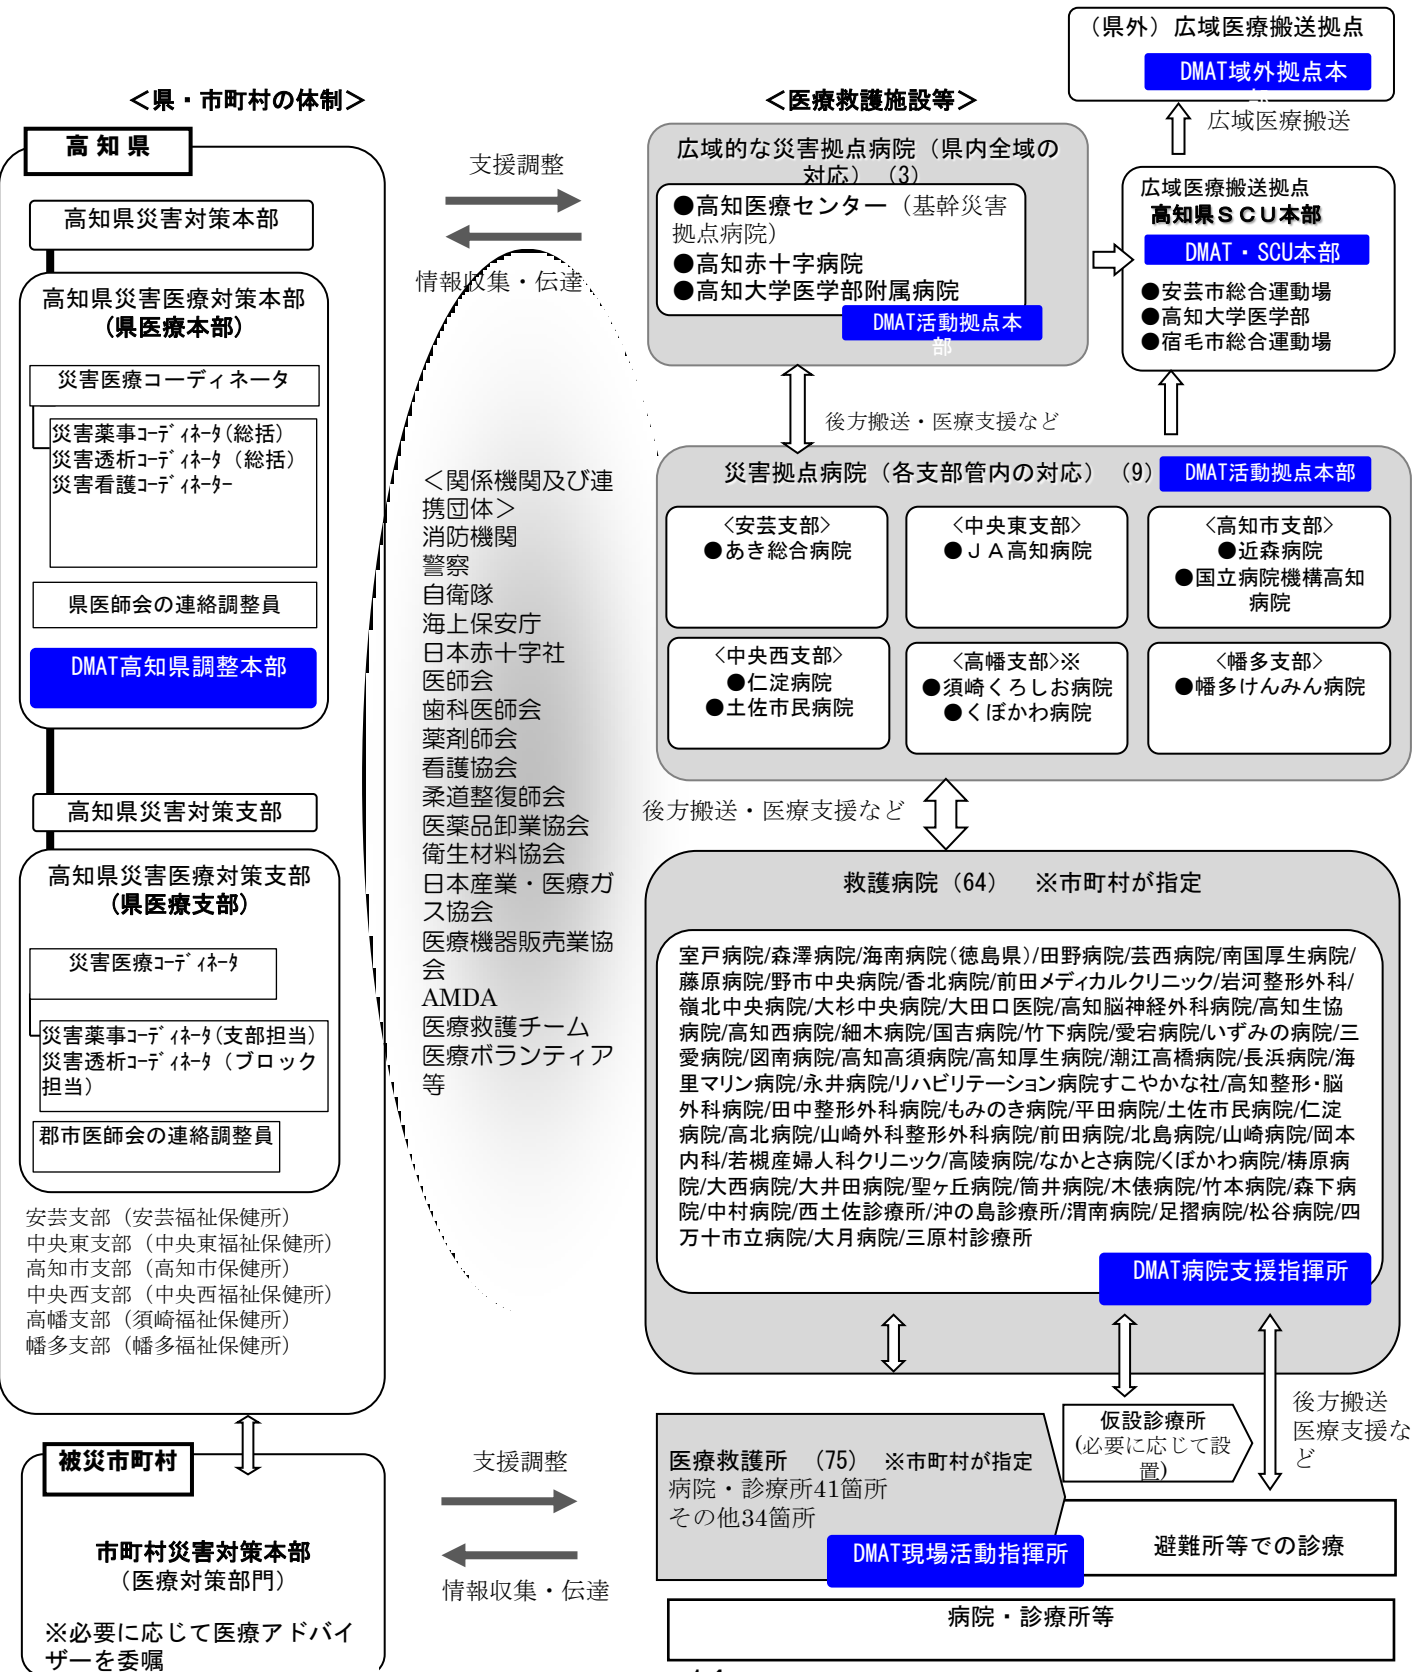 （県外）広域医療搬送拠点
DMAT域外拠点本
部
広域医療搬送
＜県・市町村の体制＞
＜医療救護施設等＞
高知県
高知県災害対策本部
高知県災害医療対策本部
(県医療本部)
災害医療コーディネータ
災害薬事ｺｰﾃﾞｨﾈｰﾀ(総括)
災害透析ｺｰﾃﾞｨﾈｰﾀ（総括）
災害看護ｺｰﾃﾞｨﾈｰﾀｰ
県医師会の連絡調整員
DMAT高知県調整本部
高知県災害対策支部
高知県災害医療対策支部
(県医療支部)
災害医療ｺｰﾃﾞｨﾈｰﾀ
災害薬事ｺｰﾃﾞｨﾈｰﾀ(支部担当)
災害透析ｺｰﾃﾞｨﾈｰﾀ（ブロック
担当）
郡市医師会の連絡調整員
安芸支部（安芸福祉保健所）
中央東支部（中央東福祉保健所）
高知市支部（高知市保健所）
中央西支部（中央西福祉保健所）
高幡支部（須崎福祉保健所）
幡多支部（幡多福祉保健所）
被災市町村
市町村災害対策本部
（医療対策部門）
※必要に応じて医療アドバイ
ザーを委嘱
支援調整
情報収集・伝達
＜関係機関及び連
携団体＞
消防機関
警察
自衛隊
海上保安庁
日本赤十字社
医師会
歯科医師会
薬剤師会
看護協会
柔道整復師会
医薬品卸業協会
衛生材料協会
日本産業・医療ガ
ス協会
医療機器販売業協
会
AMDA
医療救護チーム
医療ボランティア
等
支援調整
情報収集・伝達
広域的な災害拠点病院（県内全域の
対応）（3）
●高知医療センター（基幹災害
拠点病院）
●高知赤十字病院
●高知大学医学部附属病院
DMAT活動拠点本
部
広域医療搬送拠点
高知県ＳＣＵ本部
DMAT・SCU本部
●安芸市総合運動場
●高知大学医学部
●宿毛市総合運動場
後方搬送・医療支援など
災害拠点病院（各支部管内の対応）（9）
DMAT活動拠点本部
〈安芸支部〉
●あき総合病院
〈中央東支部〉
●ＪＡ高知病院
〈高知市支部〉
●近森病院
●国立病院機構高知
病院
〈中央西支部〉
●仁淀病院
●土佐市民病院
〈高幡支部〉※
●須崎くろしお病院
●くぼかわ病院
〈幡多支部〉
●幡多けんみん病院
後方搬送・医療支援など
救護病院（64）　※市町村が指定
室戸病院/森澤病院/海南病院(徳島県)/田野病院/芸西病院/南国厚生病院/
藤原病院/野市中央病院/香北病院/前田メディカルクリニック/岩河整形外科/
嶺北中央病院/大杉中央病院/大田口医院/高知脳神経外科病院/高知生協
病院/高知西病院/細木病院/国吉病院/竹下病院/愛宕病院/いずみの病院/三
愛病院/図南病院/高知高須病院/高知厚生病院/潮江高橋病院/長浜病院/海
里マリン病院/永井病院/リハビリテーション病院すこやかな社/高知整形・脳
外科病院/田中整形外科病院/もみのき病院/平田病院/土佐市民病院/仁淀
病院/高北病院/山崎外科整形外科病院/前田病院/北島病院/山崎病院/岡本
内科/若槻産婦人科クリニック/高陵病院/なかとさ病院/くぼかわ病院/梼原病
院/大西病院/大井田病院/聖ヶ丘病院/筒井病院/木俵病院/竹本病院/森下病
院/中村病院/西土佐診療所/沖の島診療所/渭南病院/足摺病院/松谷病院/四
万十市立病院/大月病院/三原村診療所
DMAT病院支援指揮所
医療救護所　（75）　※市町村が指定
病院・診療所41箇所
その他34箇所
DMAT現場活動指揮所
仮設診療所
(必要に応じて設
置)
後方搬送
医療支援な
ど
避難所等での診療
病院・診療所等